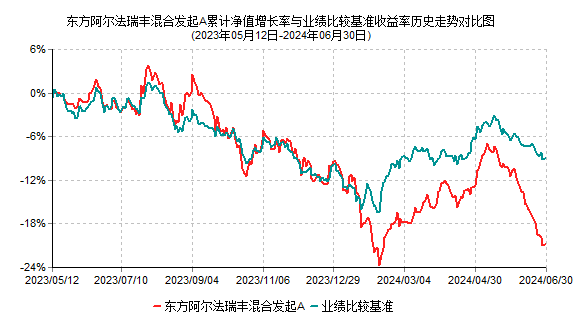 东方阿尔法瑞丰混合发起A累计净值增长率与业绩比较基准收益率历史走势对比图
(2023年05月12日-2024年06月30日)
6%
0%
-6%
-12%
-18%
-24%
2023/05/12 2023/07/10 2023/09/04 2023/11/06 2023/12/29 2024/03/04 2024/04/30 2024/06/30
东方阿尔法瑞丰混合发起A 业绩比较基准